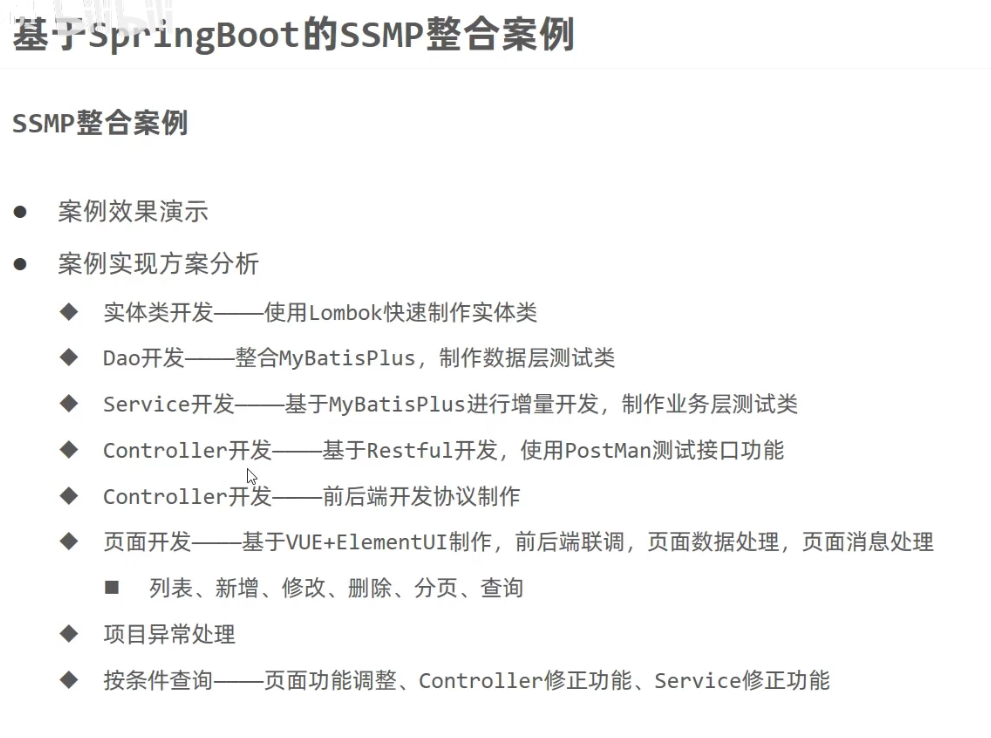 基于SpringBoot的SSMP整合案例
SSMP整合案例
案例效果演示
案例实现方案分析
实体类开发————使用Lombok快速制作实体类
Dao开发————整合MyBatisPlus，制作数据层测试类
Service开发————基于MyBatisPlus进行增量开发，制作业务层测试类
Controller开发————基于Restful开发，使用PostMan测试接口功能
Controller开发————前后端开发协议制作
页面开发————基于VUE+ElementUI制作，前后端联调，页面数据处理，页面消息处理
列表、新增、修改、删除、分页、查询
项目异常处理
按条件查询————页面功能调整、Controller修正功能、Service修正功能